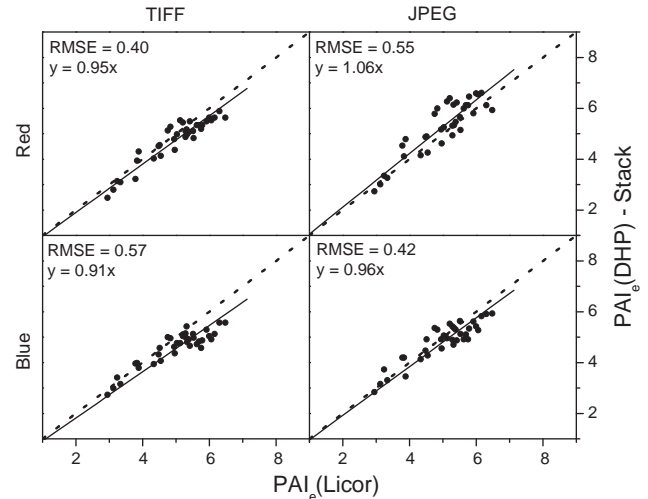 TIFF JPEG
Red
RMSE = 0.40
y = 0.95x
RMSE = 0.55
y = 1.06x
8
6
4
2
Blue
RMSE = 0.57
y = 0.91x
RMSE = 0.42
y = 0.96x
8
6
4
2
PAIe(DHP) - Stack
2 4 6 8 2 4 6 8
PAIe(Licor)